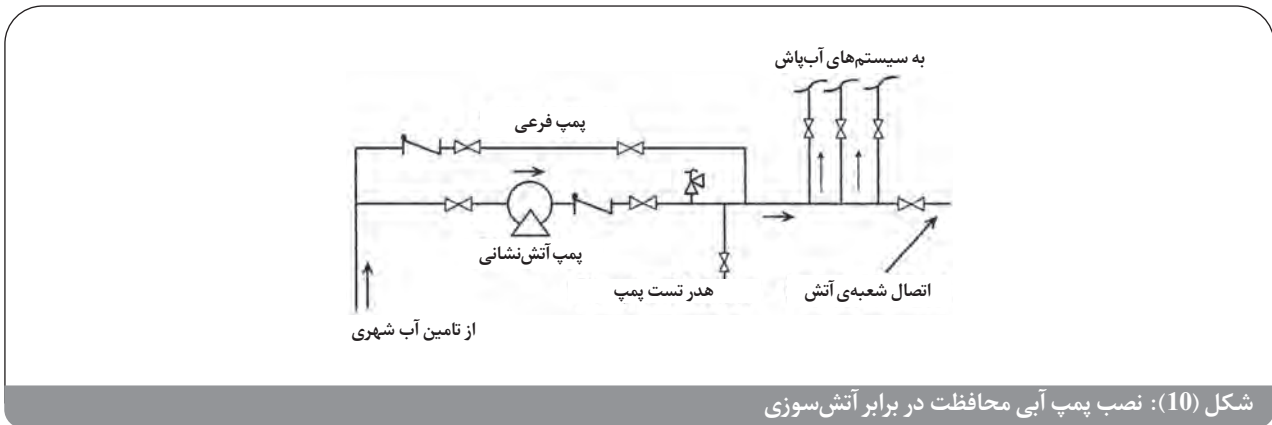 به سیستم‌های آب‌پاش
پمپ فرعی
پمپ آتش‌نشانی
هدر تست پمپ
اتصال شعبه‌ی آتش
از تامین آب شهری
شکل (10): نصب پمپ آبی محافظت در برابر آتش‌سوزی